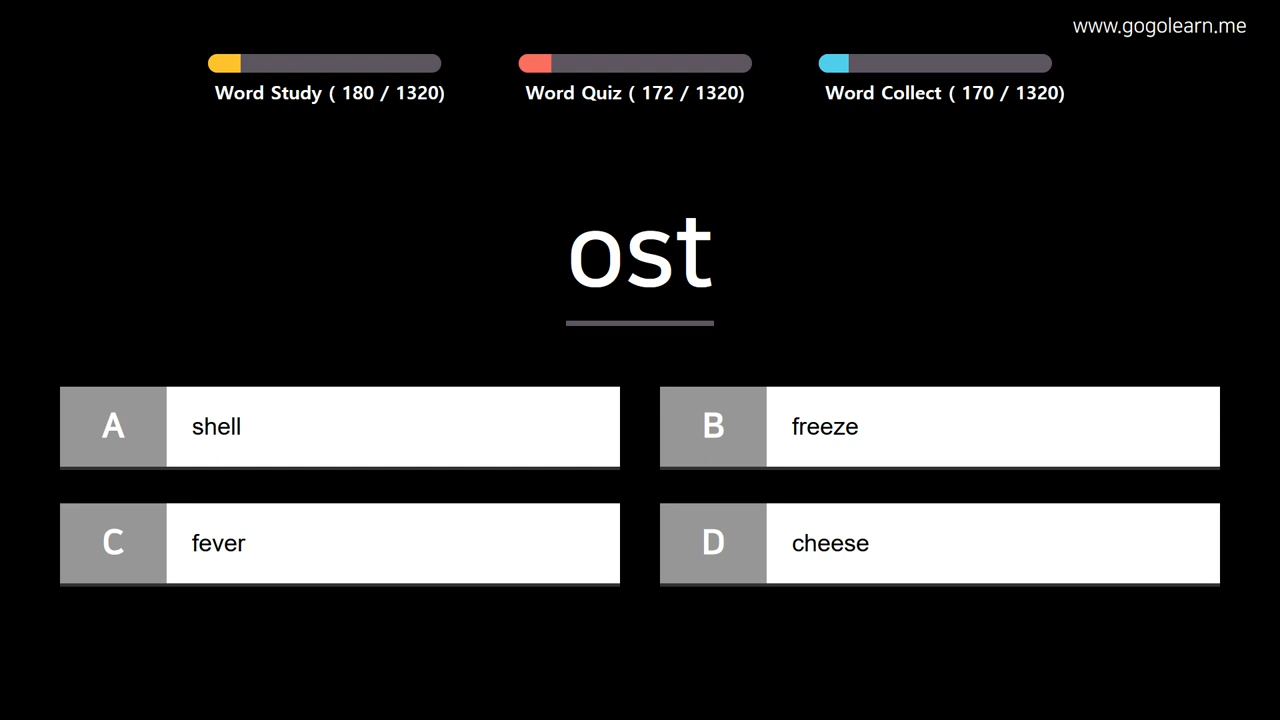 www.gogolearn.me
Word Study ( 180 / 1320)
Word Quiz ( 172 / 1320)
Word Collect ( 170 / 1320)
ost
A shell
B freeze
C fever
D cheese